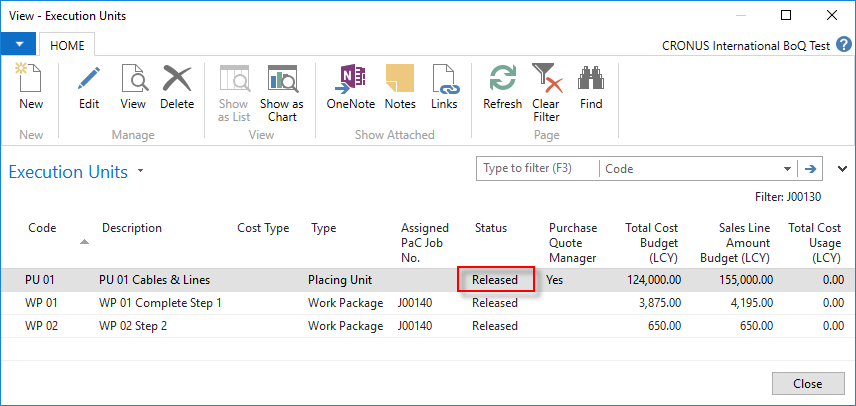 View - Execution Units
HOME
CRONUS International BoQ Test
New
Edit
View
Delete
Show as List
Show as Chart
OneNote
Notes
Links
Refresh
Clear Filter
Find
New
Manage
View
Show Attached
Page
Execution Units
Type to filter (F3)
Code
Filter: J00130
Code Description Cost Type Type Assigned PaC Job No. Status Purchase Quote Manager Total Cost Budget (LCY) Sales Line Amount Budget (LCY) Total Cost Usage (LCY)
PU 01 PU 01 Cables & Lines Placing Unit Released Yes 124,000.00 155,000.00 0.00
WP 01 WP 01 Complete Step 1 Work Package J00140 Released 3,875.00 4,195.00 0.00
WP 02 WP 02 Step 2 Work Package J00140 Released 650.00 650.00 0.00
Close